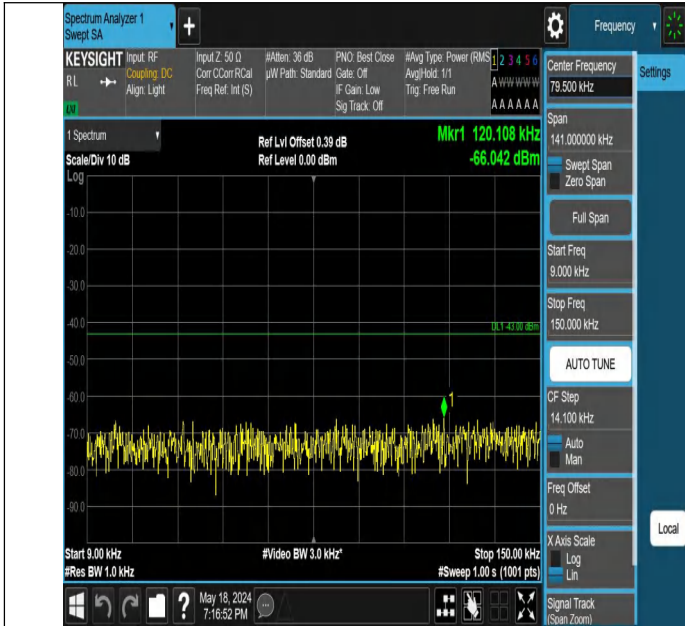 Spectrum Analyzer 1
Swept SA
+
Frequency
KEYSIGHT
RL
Input: RF
Coupling: DC
Align: Light
Input Z: 50 Ω
Corr CCorr RCal
Freq Ref: Int (S)
#Atten: 36 dB
µW Path: Standard
PNO: Best Close
Gate: Off
IF Gain: Low
Sig Track: Off
#Avg Type: Power (RMS
Avg|Hold: 1/1
Trig: Free Run
1 2 3 4 5 6
A W W W W W
A A A A A A
1 Spectrum
Scale/Div 10 dB
Ref Lvl Offset 0.39 dB
Ref Level 0.00 dBm
Mkr1 120.108 kHz
-66.042 dBm
Log
-10.0
-20.0
-30.0
-40.0
-50.0
-60.0
-70.0
-80.0
-90.0
DL1 -43.00 dBm
1
Start 9.00 kHz
#Res BW 1.0 kHz
#Video BW 3.0 kHz*
Stop 150.00 kHz
#Sweep 1.00 s (1001 pts)
?
May 18, 2024
7:16:52 PM
Center Frequency
79.500 kHz
Settings
Span
141.000000 kHz
Swept Span
Zero Span
Full Span
Start Freq
9.000 kHz
Stop Freq
150.000 kHz
AUTO TUNE
CF Step
14.100 kHz
Auto
Man
Freq Offset
0 Hz
X Axis Scale
Log
Lin
Local
Signal Track
(Span Zoom)